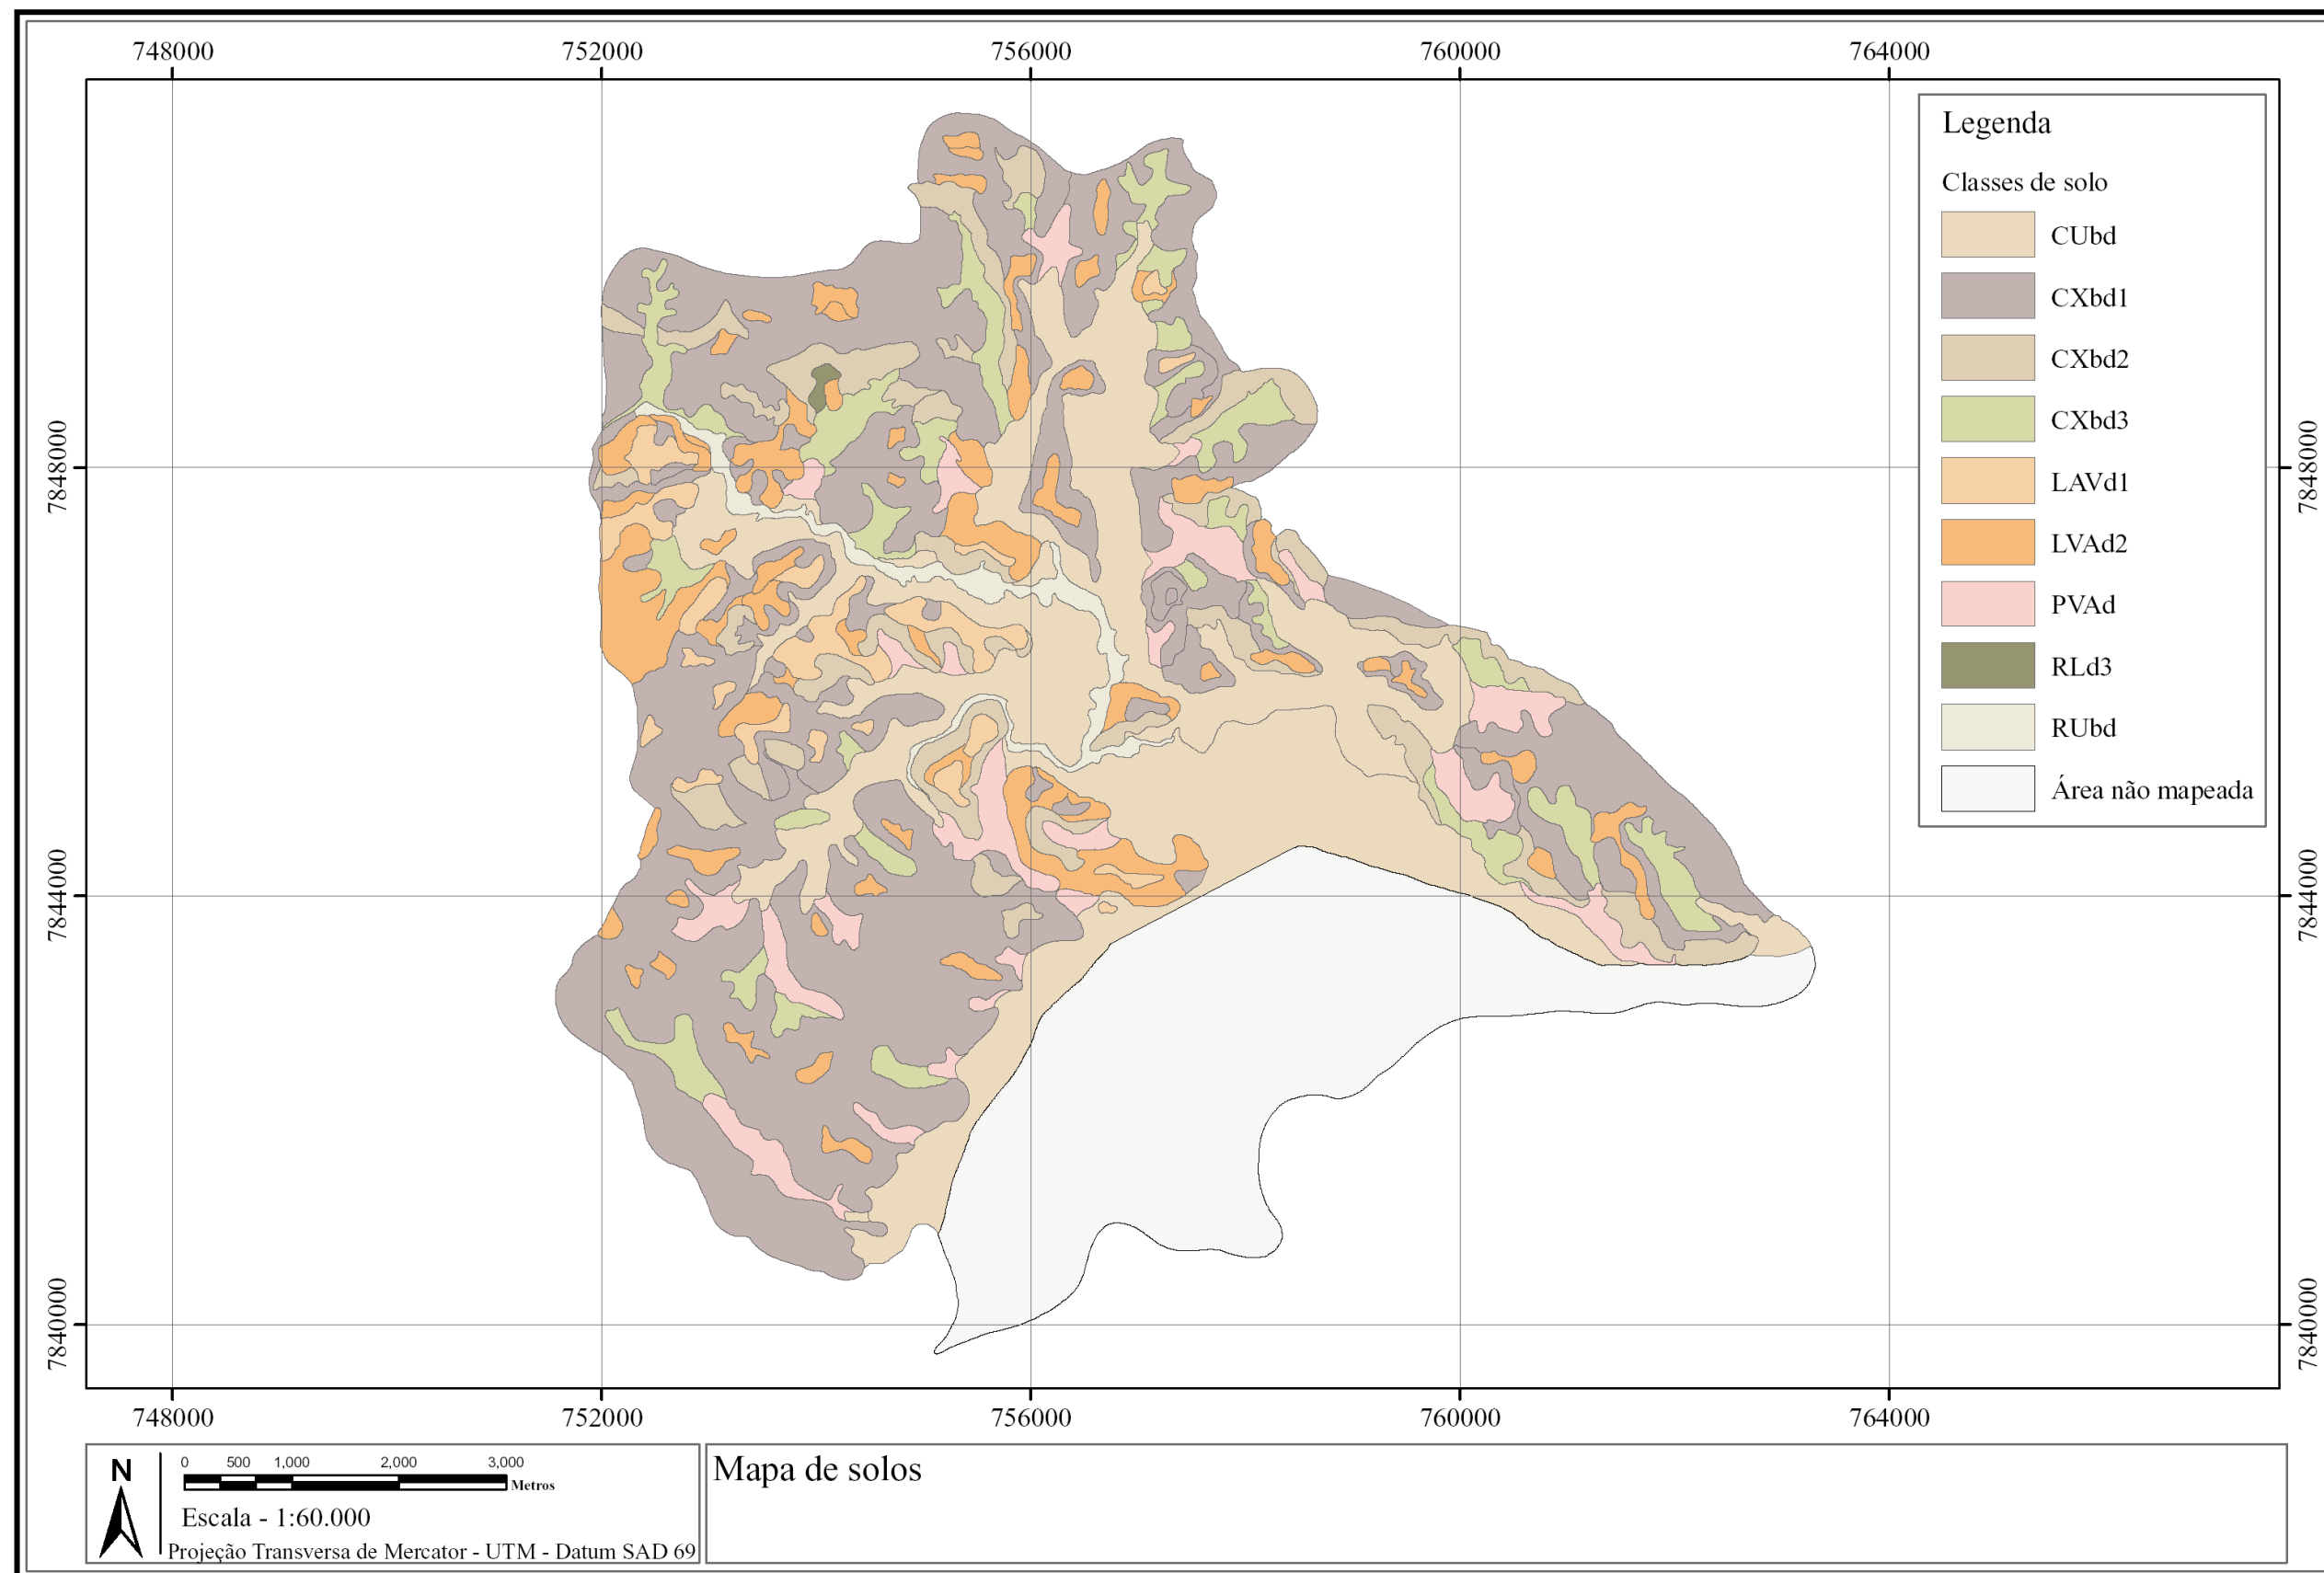 748000 752000 756000 760000 764000
Legenda
Classes de solo
CUbd
CXbd1
CXbd2
CXbd3
LAVd1
LVAd2
PVAd
RLd3
RUbd
Área não mapeada
7848000 7848000
7844000 7844000
7840000 7840000
748000 752000 756000 760000 764000
N
0 500 1,000 2,000 3,000
Metros
Escala - 1:60.000
Projeção Transversa de Mercator - UTM - Datum SAD 69
Mapa de solos